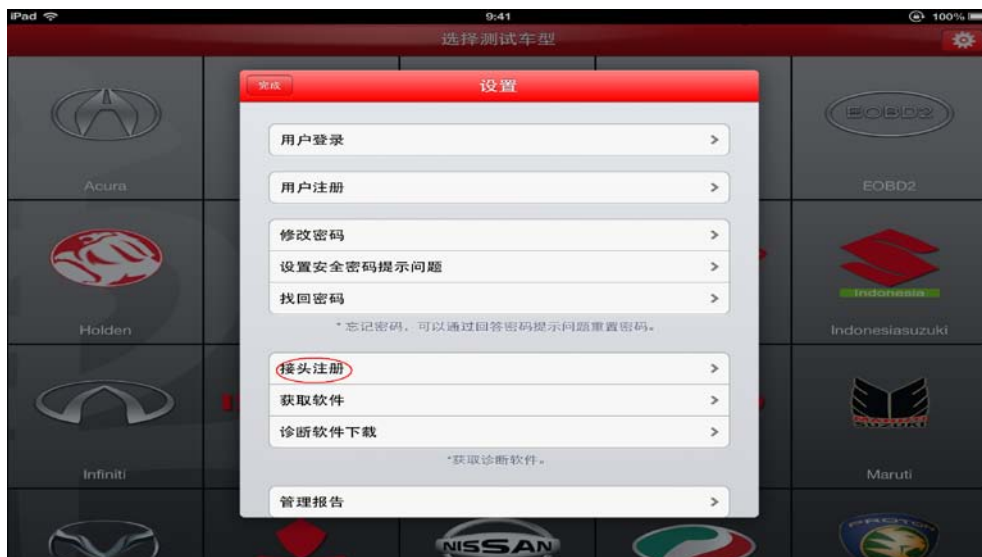 iPad 9:41 100%
选择测试车型
完成 设置
用户登录
EOBD2
用户注册
Acura EOBD2
修改密码
设置安全密码提示问题
Indonesia
找回密码
*忘记密码，可以通过回答密码提示问题重置密码。
Holden Indonesiasuzuki
接头注册
获取软件
诊断软件下载
*获取诊断软件。
Infiniti Maruti
管理报告
PROTON
NISSAN